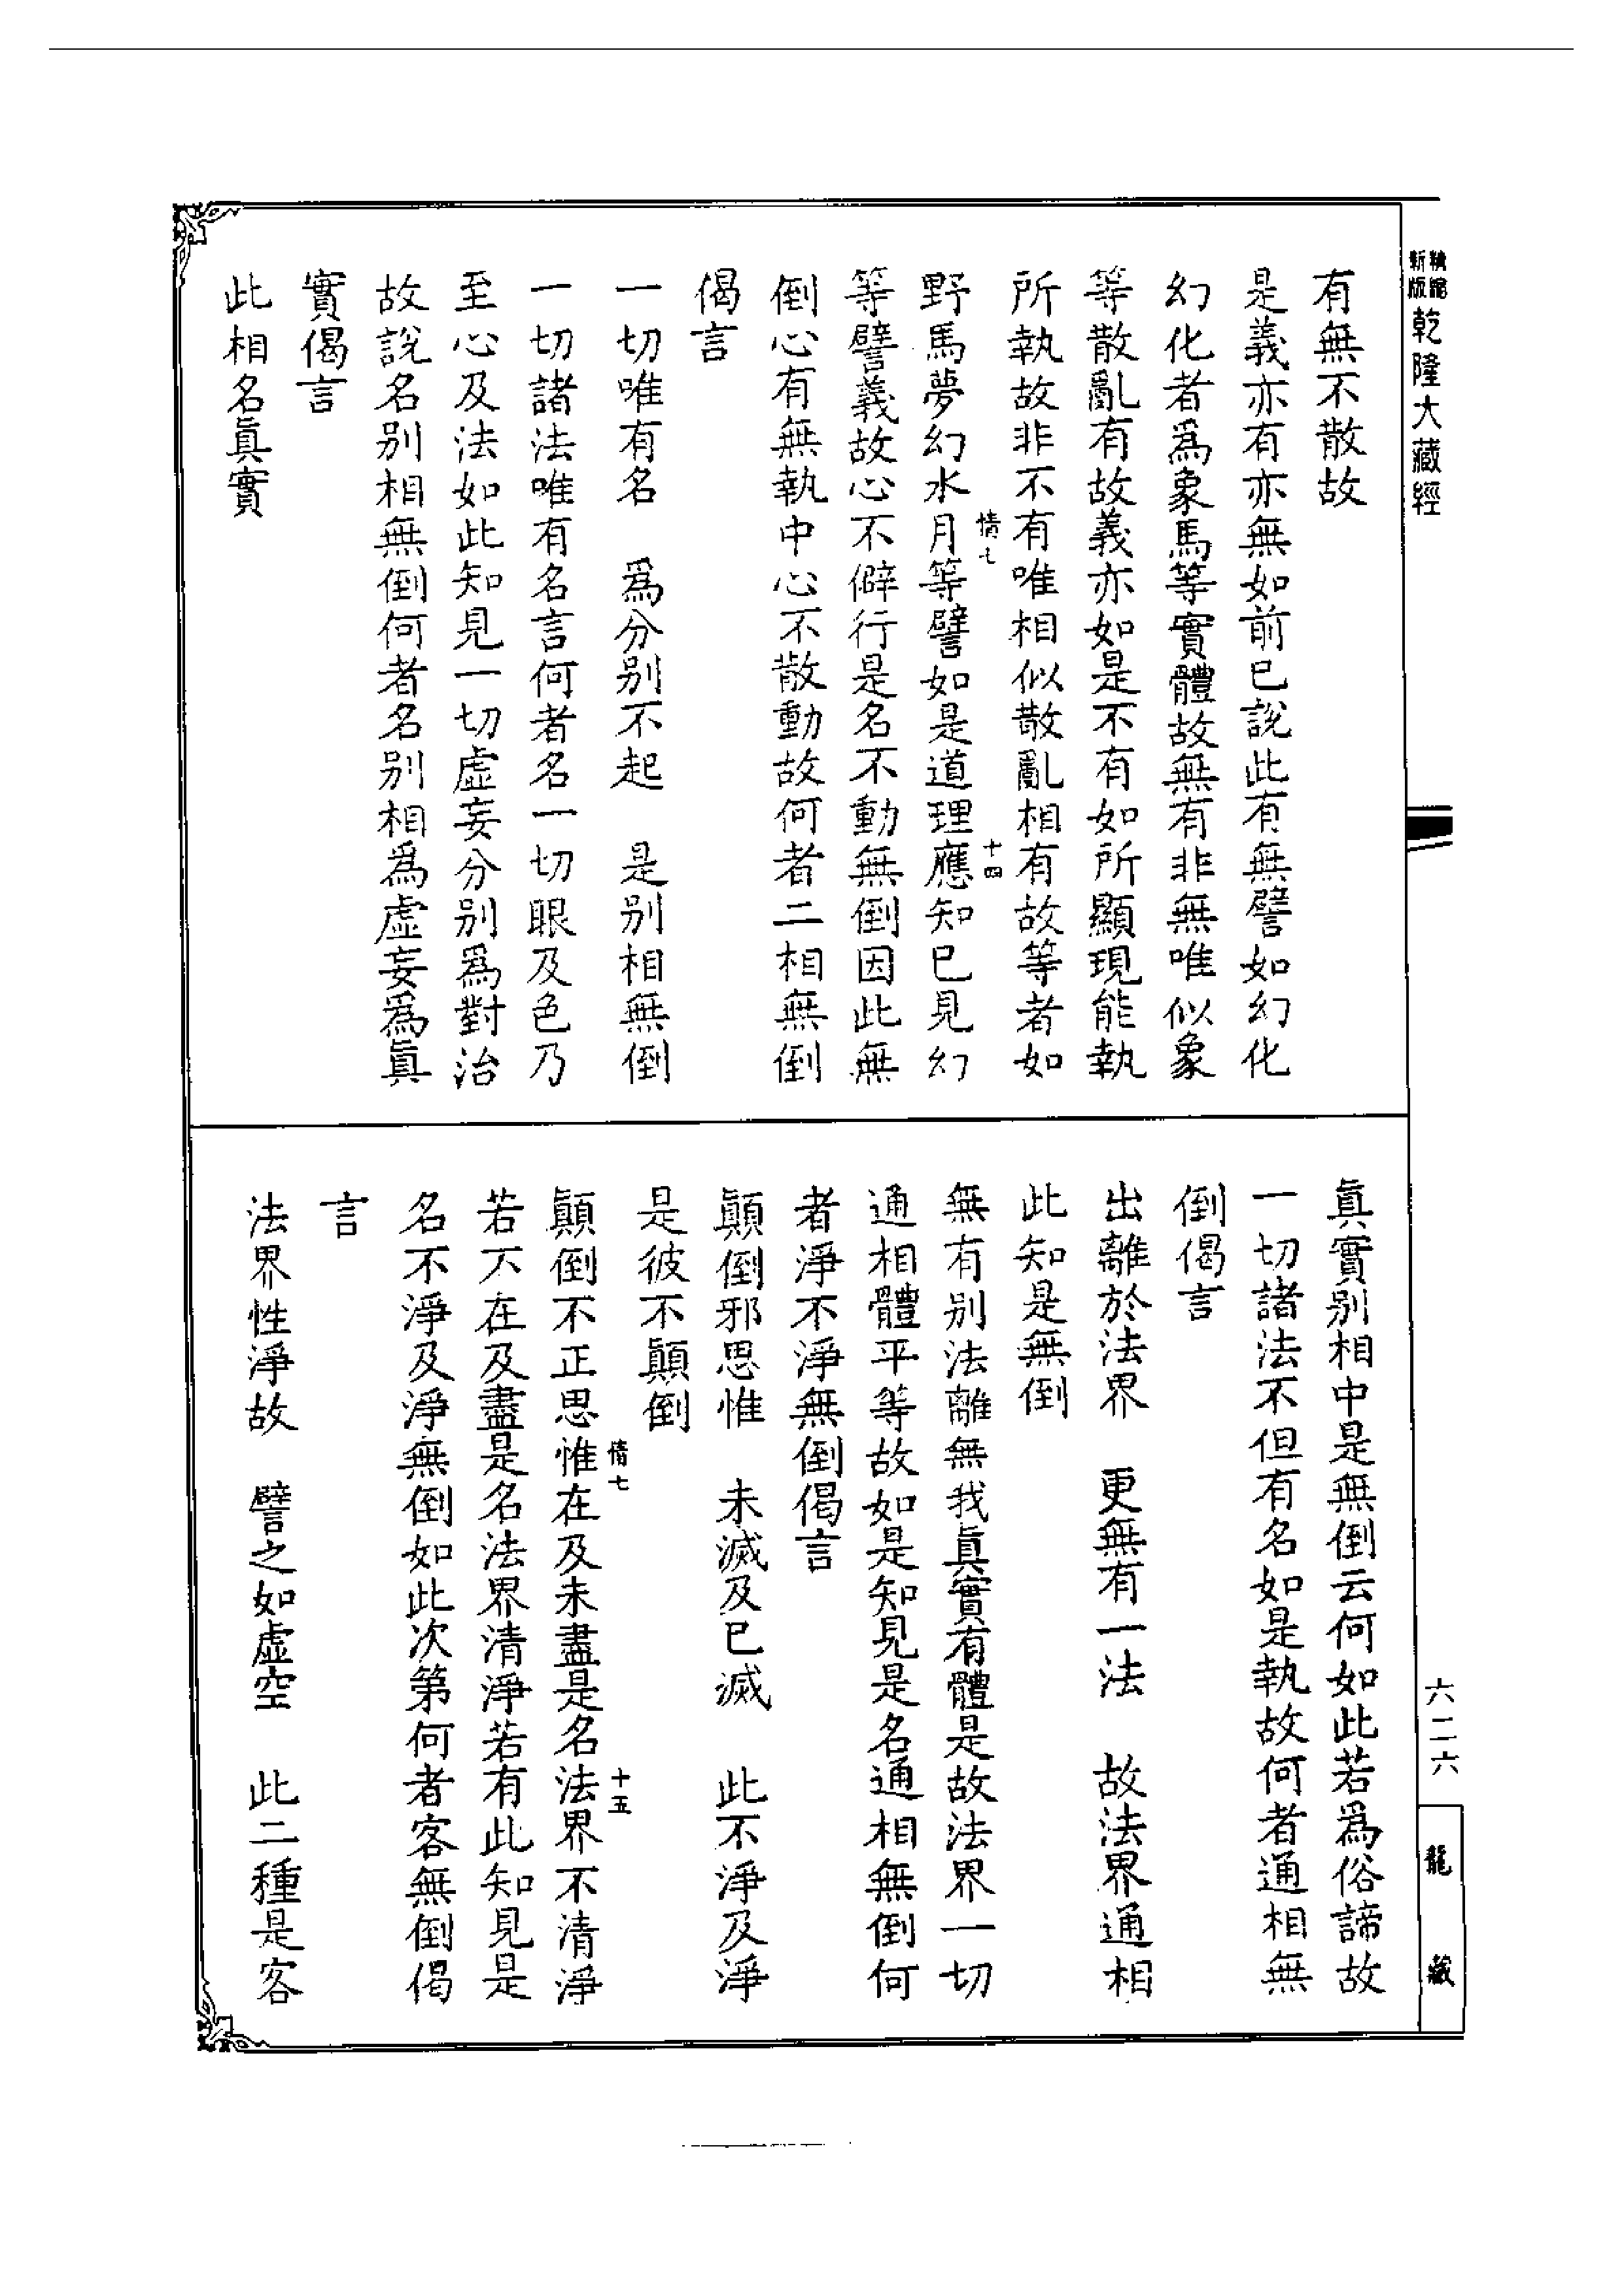 新版
精縮
乾隆大藏經
有無不散故
是義亦有亦無如前已說此有無譬如幻化
幻化者爲象馬等實體故無有非無唯似象
等散亂有故義亦如是不有如所顯現能執
所執故非不有唯相似散亂相有故等者如
野馬夢幻水月等譬如是道理應知已見幻
情七
十四
等譬義故心不僻行是名不動無倒因此無
倒心有無執中心不散動故何者二相無倒
偈言
一切唯有名　爲分別不起　是別相無倒
一切諸法唯有名言何者名一切眼及色乃
至心及法如此知見一切虛妄分別爲對治
故說名別相無倒何者名別相爲虛妄爲眞
實偈言
此相名眞實
眞實別相中是無倒云何如此若爲俗諦故
一切諸法不但有名如是執故何者通相無
倒偈言
出離於法界　更無有一法　故法界通相
此知是無倒
無有別法離無我眞實有體是故法界一切
通相體平等故如是知見是名通相無倒何
者淨不淨無倒偈言
顚倒邪思惟　未滅及已滅　此不淨及淨
是彼不顚倒
情七
十五
顚倒不正思惟在及未盡是名法界不清淨
若不在及盡是名法界清淨若有此知見是
名不淨及淨無倒如此次第何者客無倒偈
言
法界性淨故　譬之如虛空　此二種是客
六二六
龍藏